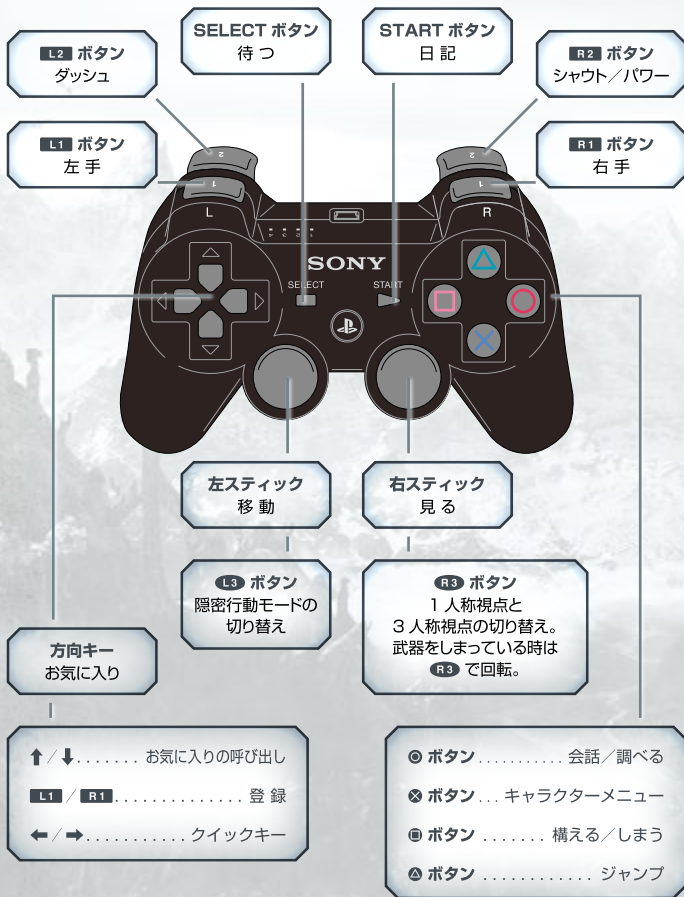 L2 ボタン
ダッシュ
SELECT ボタン
待つ
START ボタン
日記
R2 ボタン
シャウト／パワー
L1 ボタン
左手
R1 ボタン
右手
2
2
1
1
L
R
SONY
SELECT
START
左スティック
移動
右スティック
見る
L3 ボタン
隠密行動モードの
切り替え
R3 ボタン
1 人称視点と
3 人称視点の切り替え。
武器をしまっている時は
R3 で回転。
方向キー
お気に入り
↑／↓....... お気に入りの呼び出し
L1 / R1.............. 登録
←／→........... クイックキー
◎ ボタン........... 会話／調べる
⊗ ボタン... キャラクターメニュー
□ ボタン ....... 構える／しまう
△ ボタン ............ ジャンプ